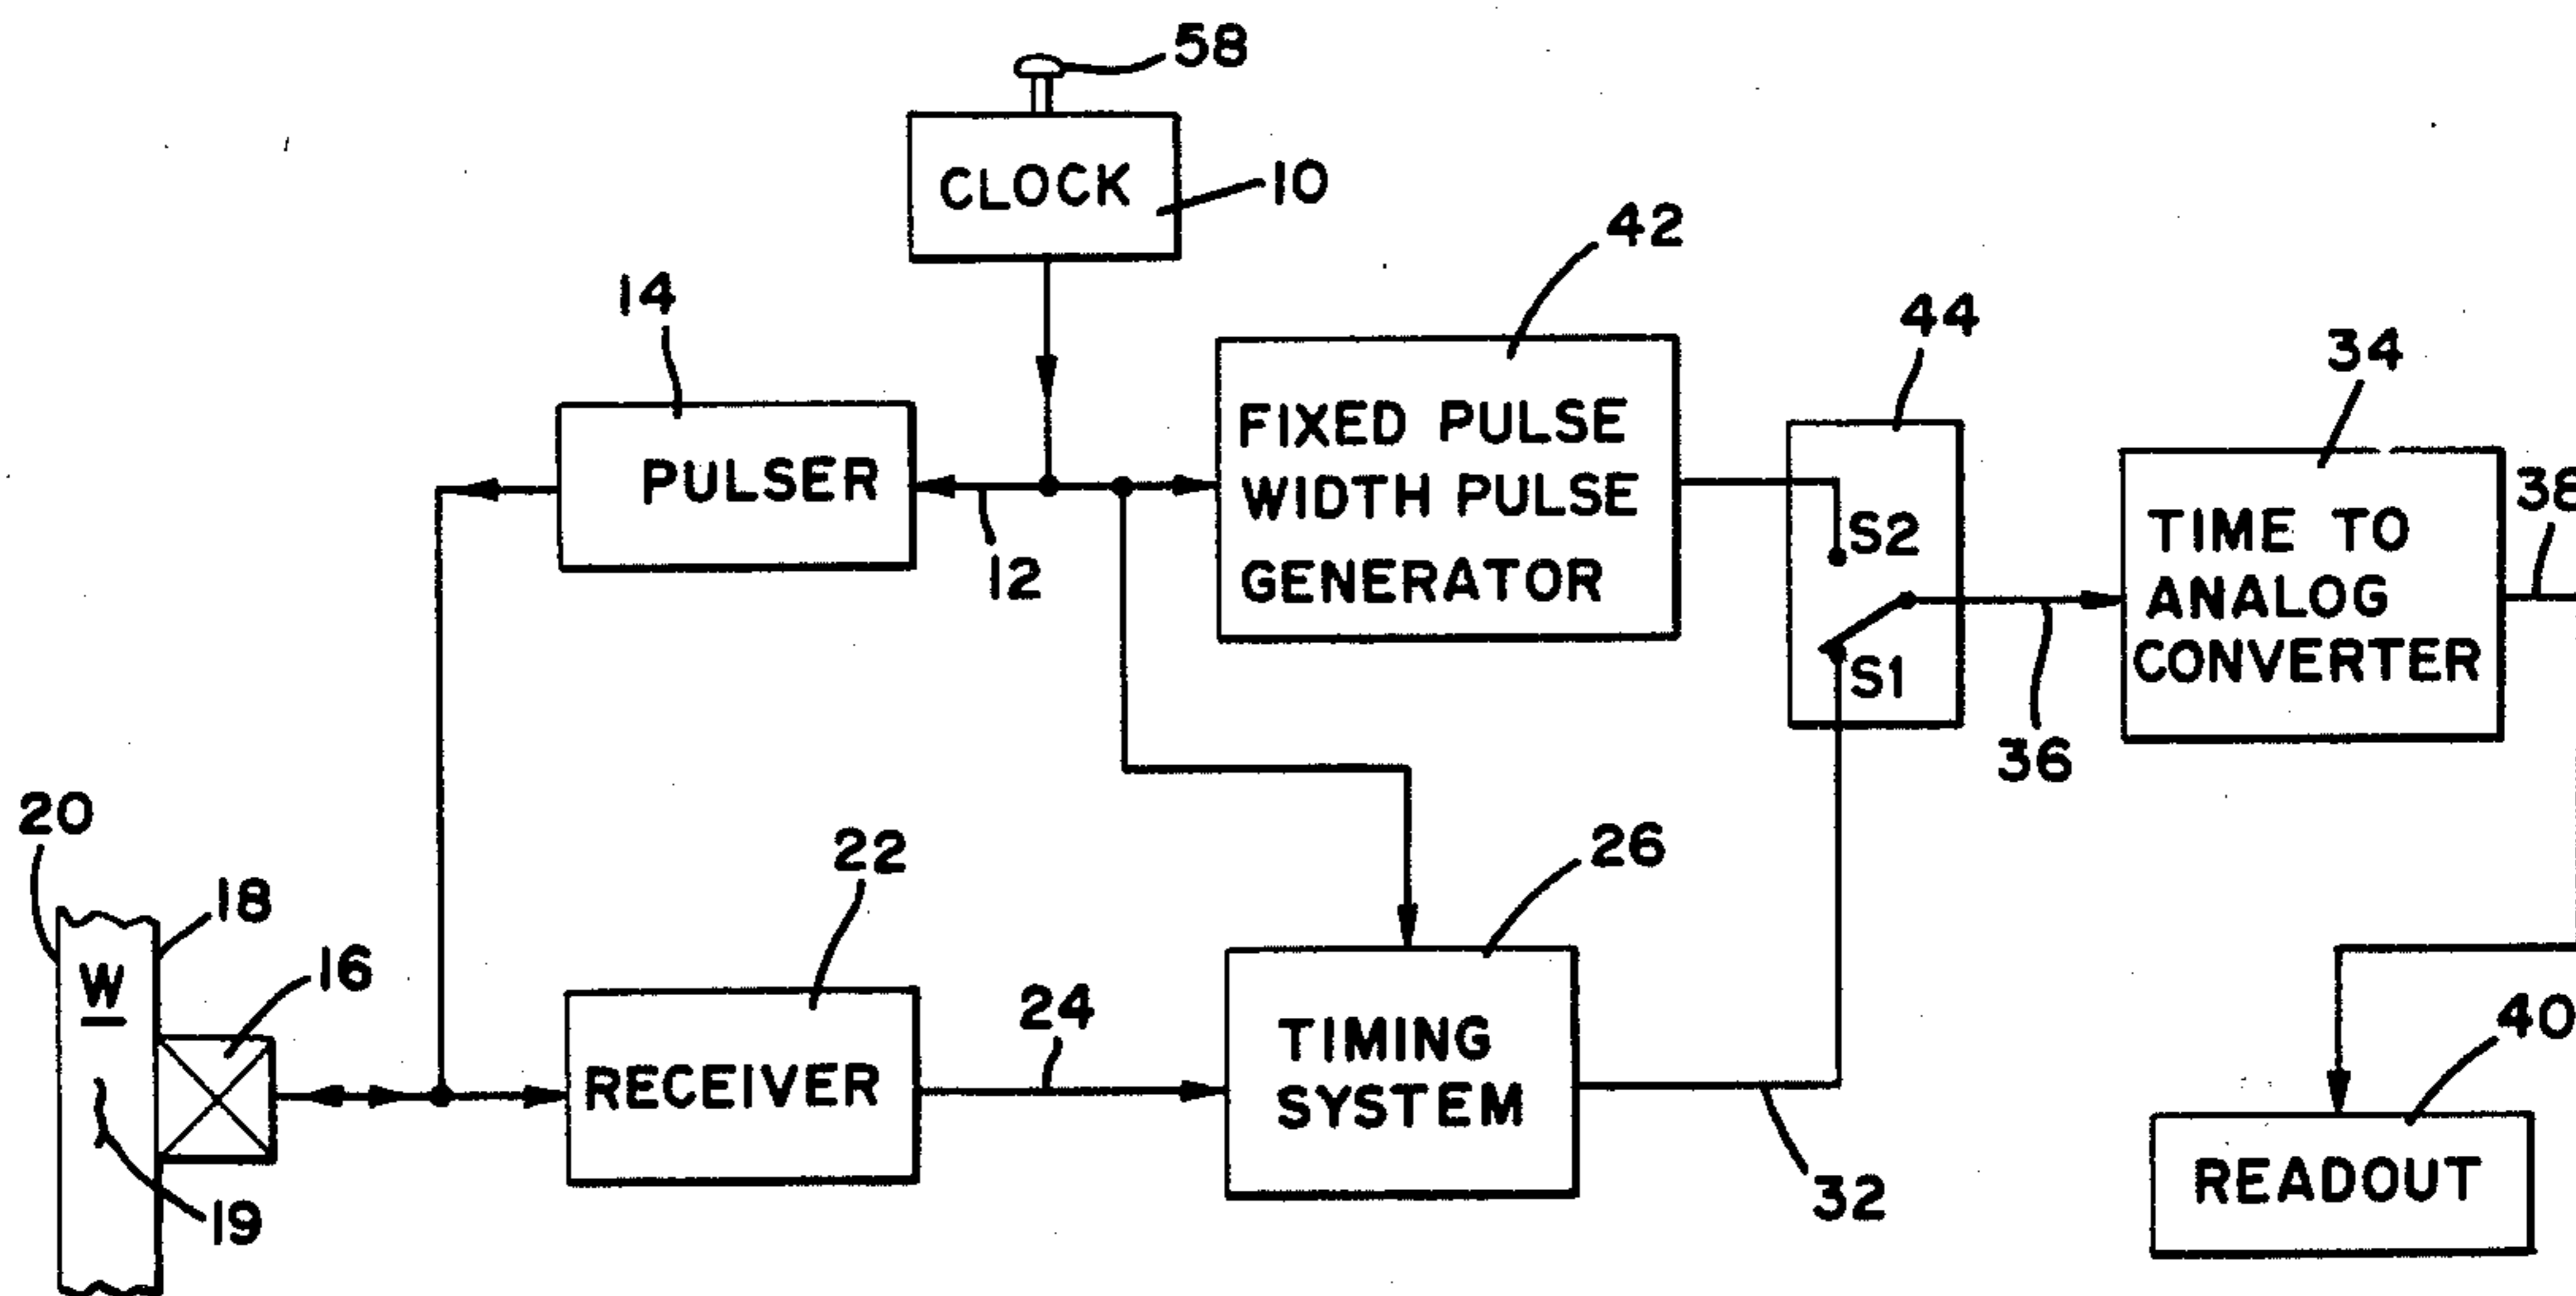 58
CLOCK
10
42
14
44
34
38
PULSER
12
FIXED PULSE
WIDTH PULSE
GENERATOR
S2
S1
36
TIME TO
ANALOG
CONVERTER
20
18
W
16
19
22
RECEIVER
24
26
TIMING
SYSTEM
32
40
READOUT